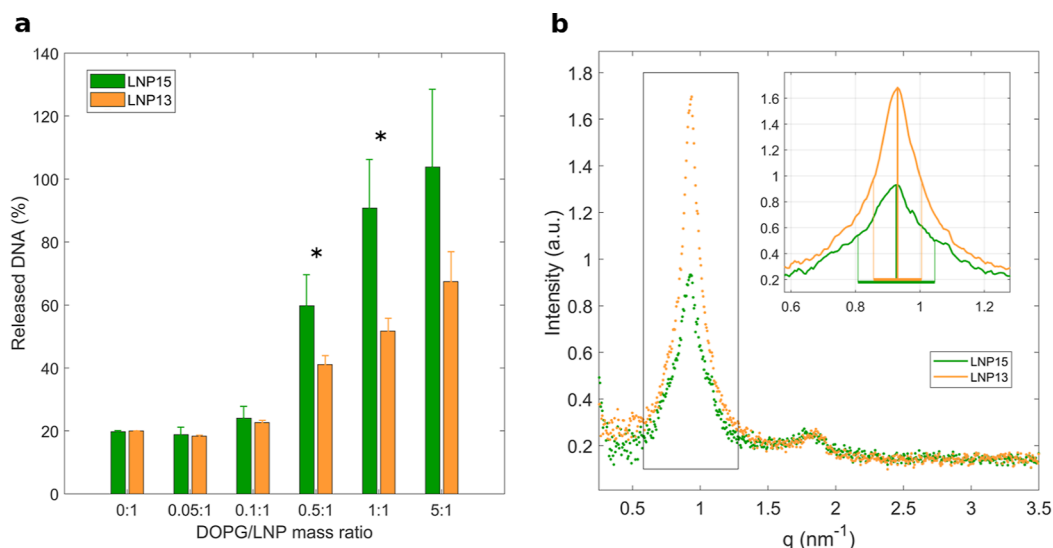 a
b
140
120
100
80
60
40
20
0
Released DNA (%)
LNP15
LNP13
*
*
0:1 0.05:1 0.1:1 0.5:1 1:1 5:1
DOPG/LNP mass ratio
1.8
1.6
1.4
1.2
1
0.8
0.6
0.4
0.2
Intensity (a.u.)
1.6
1.4
1.2
1
0.8
0.6
0.4
0.2
0.6 0.8 1 1.2
LNP15
LNP13
0.5 1 1.5 2 2.5 3 3.5
q (nm⁻¹)